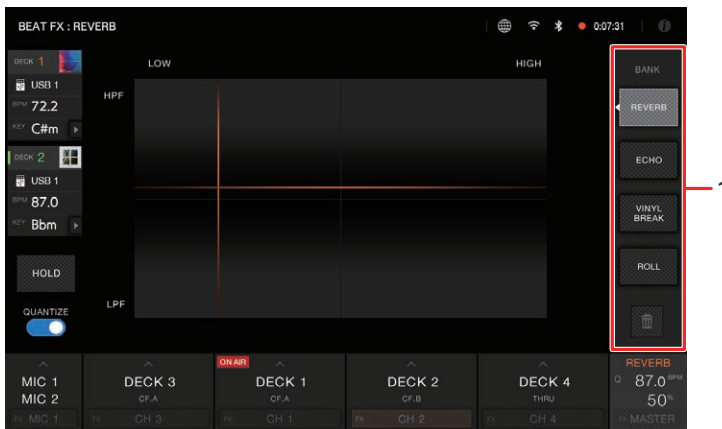 BEAT FX : REVERB
0:07:31
DECK 1
USB 1
BPM 72.2
KEY C#m
DECK 2
USB 1
BPM 87.0
KEY Bbm
HOLD
QUANTIZE
LOW
HIGH
HPF
LPF
BANK
REVERB
ECHO
VINYL
BREAK
ROLL
1
MIC 1
MIC 2
FX MIC 1
DECK 3
CF.A
FX CH 3
ON AIR
DECK 1
CF.A
FX CH 1
DECK 2
CF.B
FX CH 2
DECK 4
THRU
FX CH 4
REVERB
Q 87.0 BPM
50%
FX MASTER